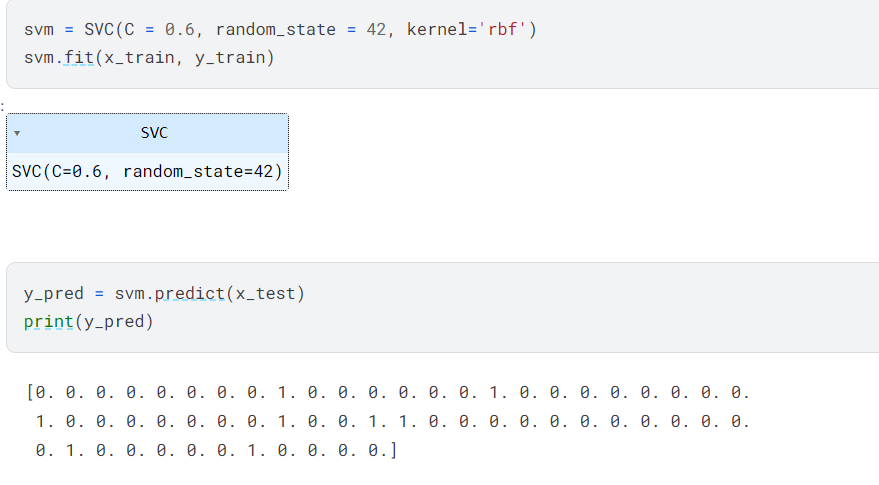 svm = SVC(C = 0.6, random_state = 42, kernel='rbf')
svm.fit(x_train, y_train)
:
▾ SVC
SVC(C=0.6, random_state=42)
y_pred = svm.predict(x_test)
print(y_pred)
[0. 0. 0. 0. 0. 0. 0. 0. 1. 0. 0. 0. 0. 0. 0. 1. 0. 0. 0. 0. 0. 0. 0. 0.
1. 0. 0. 0. 0. 0. 0. 0. 1. 0. 0. 1. 1. 0. 0. 0. 0. 0. 0. 0. 0. 0. 0. 0.
0. 1. 0. 0. 0. 0. 0. 1. 0. 0. 0. 0.]